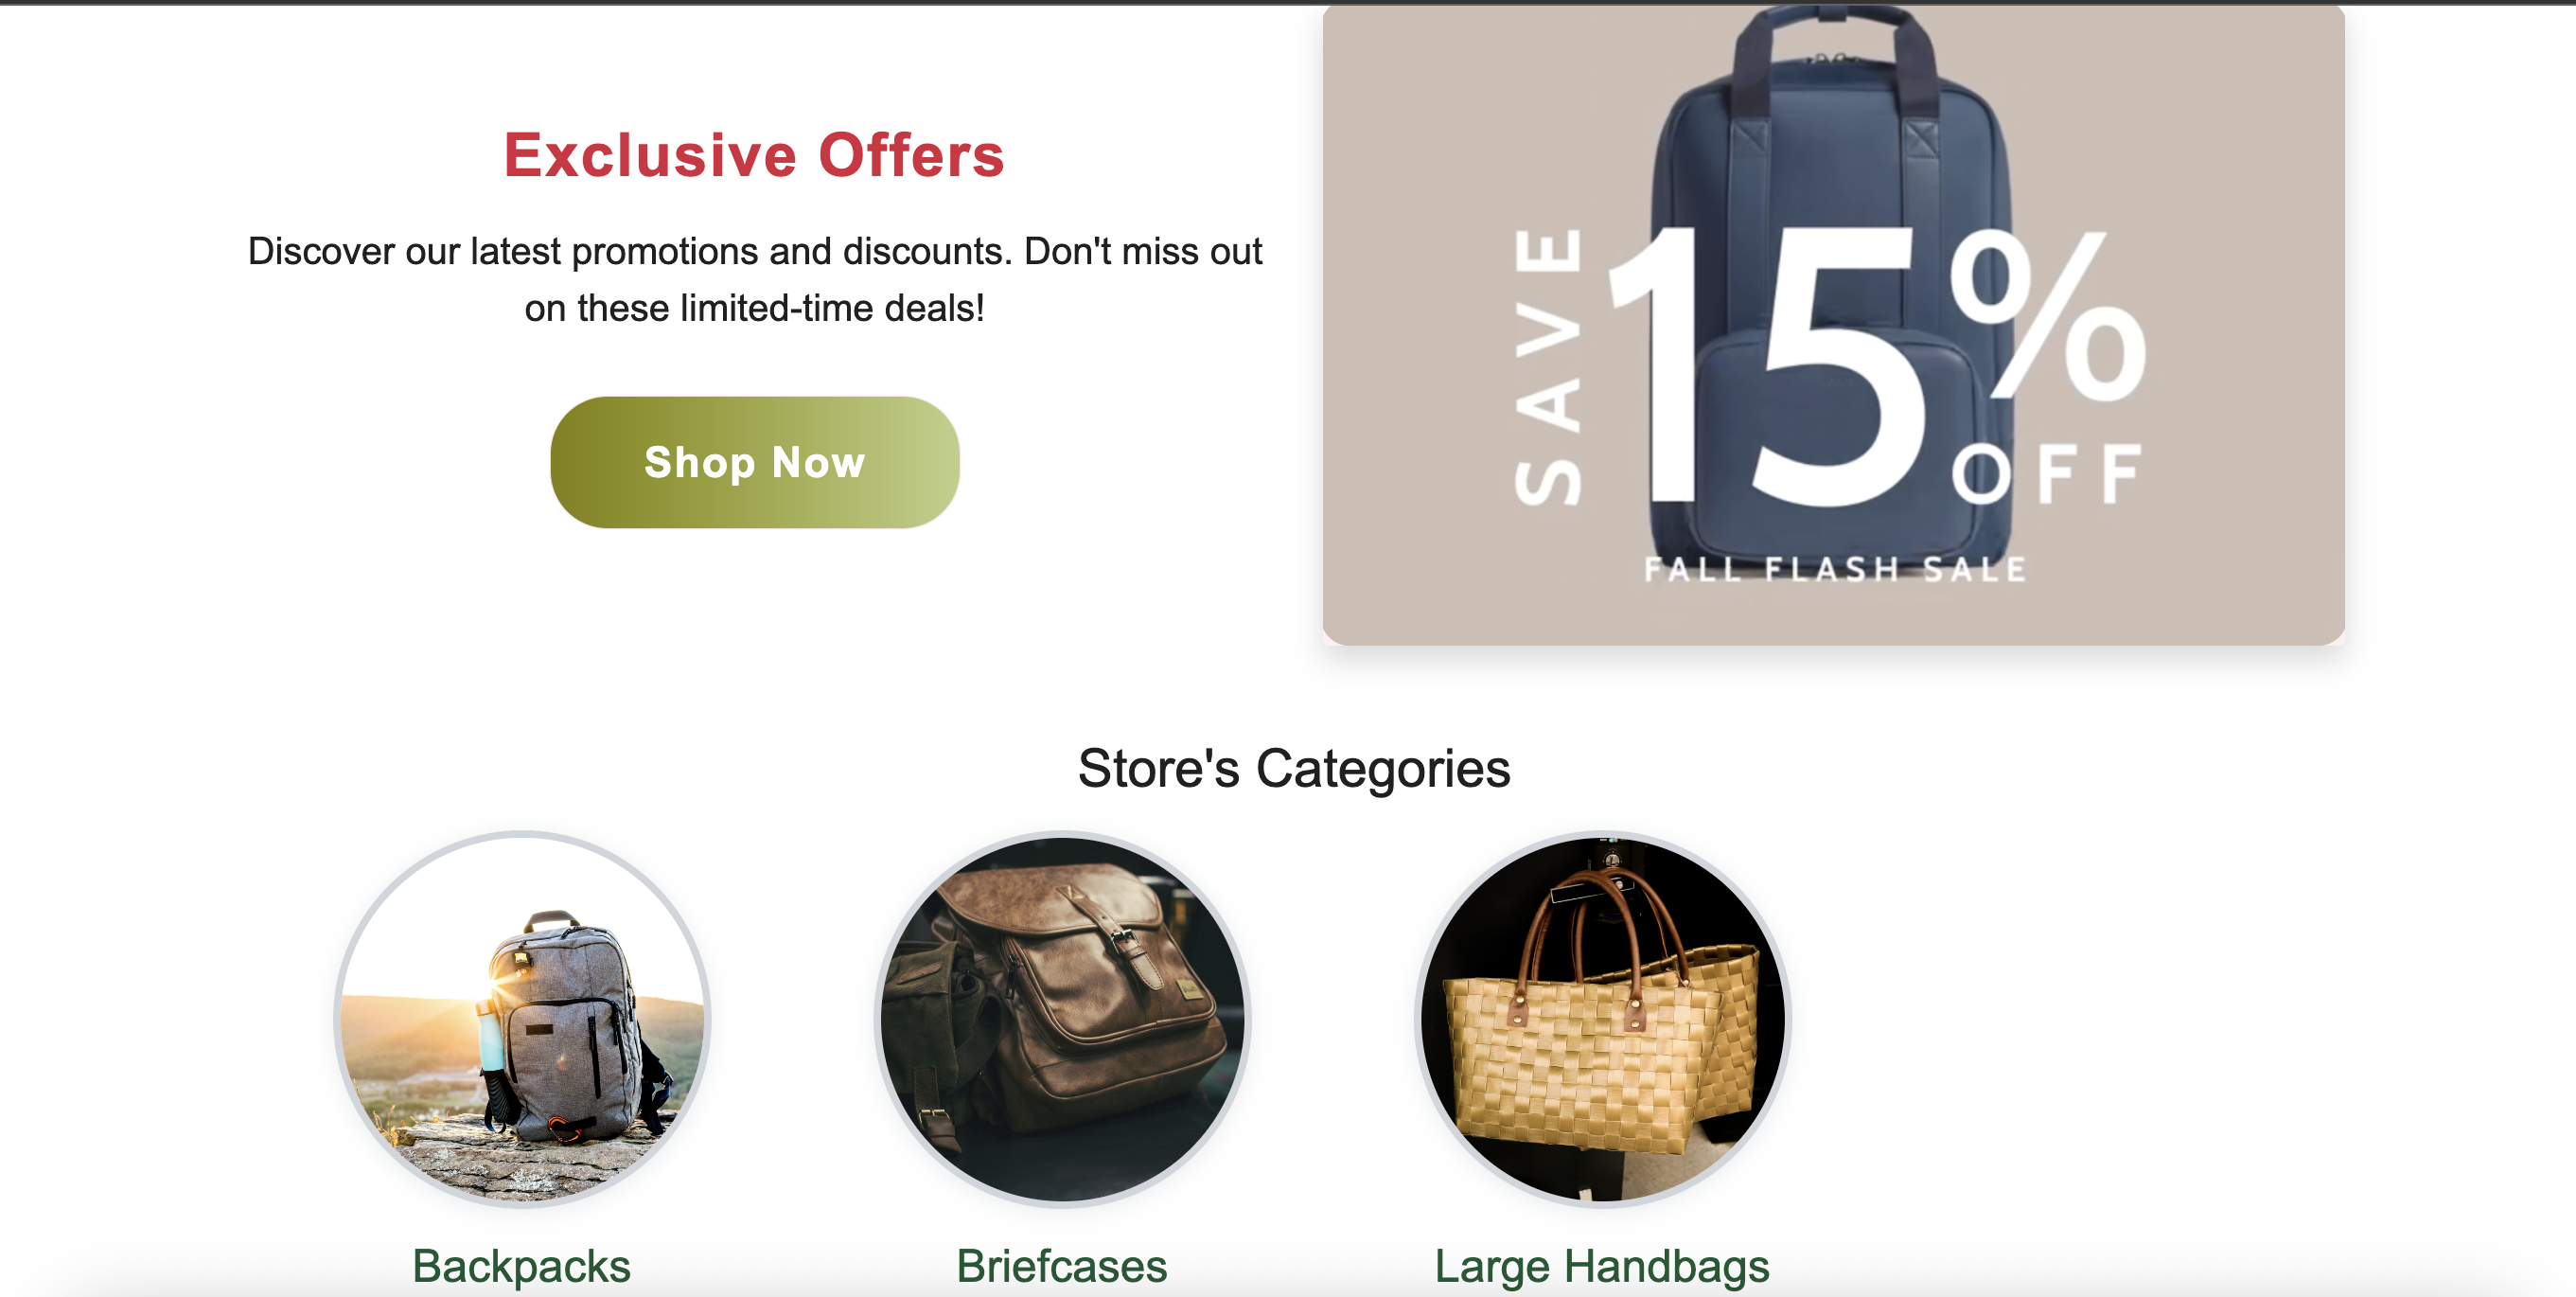 Exclusive Offers
Discover our latest promotions and discounts. Don't miss out
on these limited-time deals!
Shop Now
SAVE
15%
OFF
FALL FLASH SALE
Store's Categories
Backpacks
Briefcases
Large Handbags